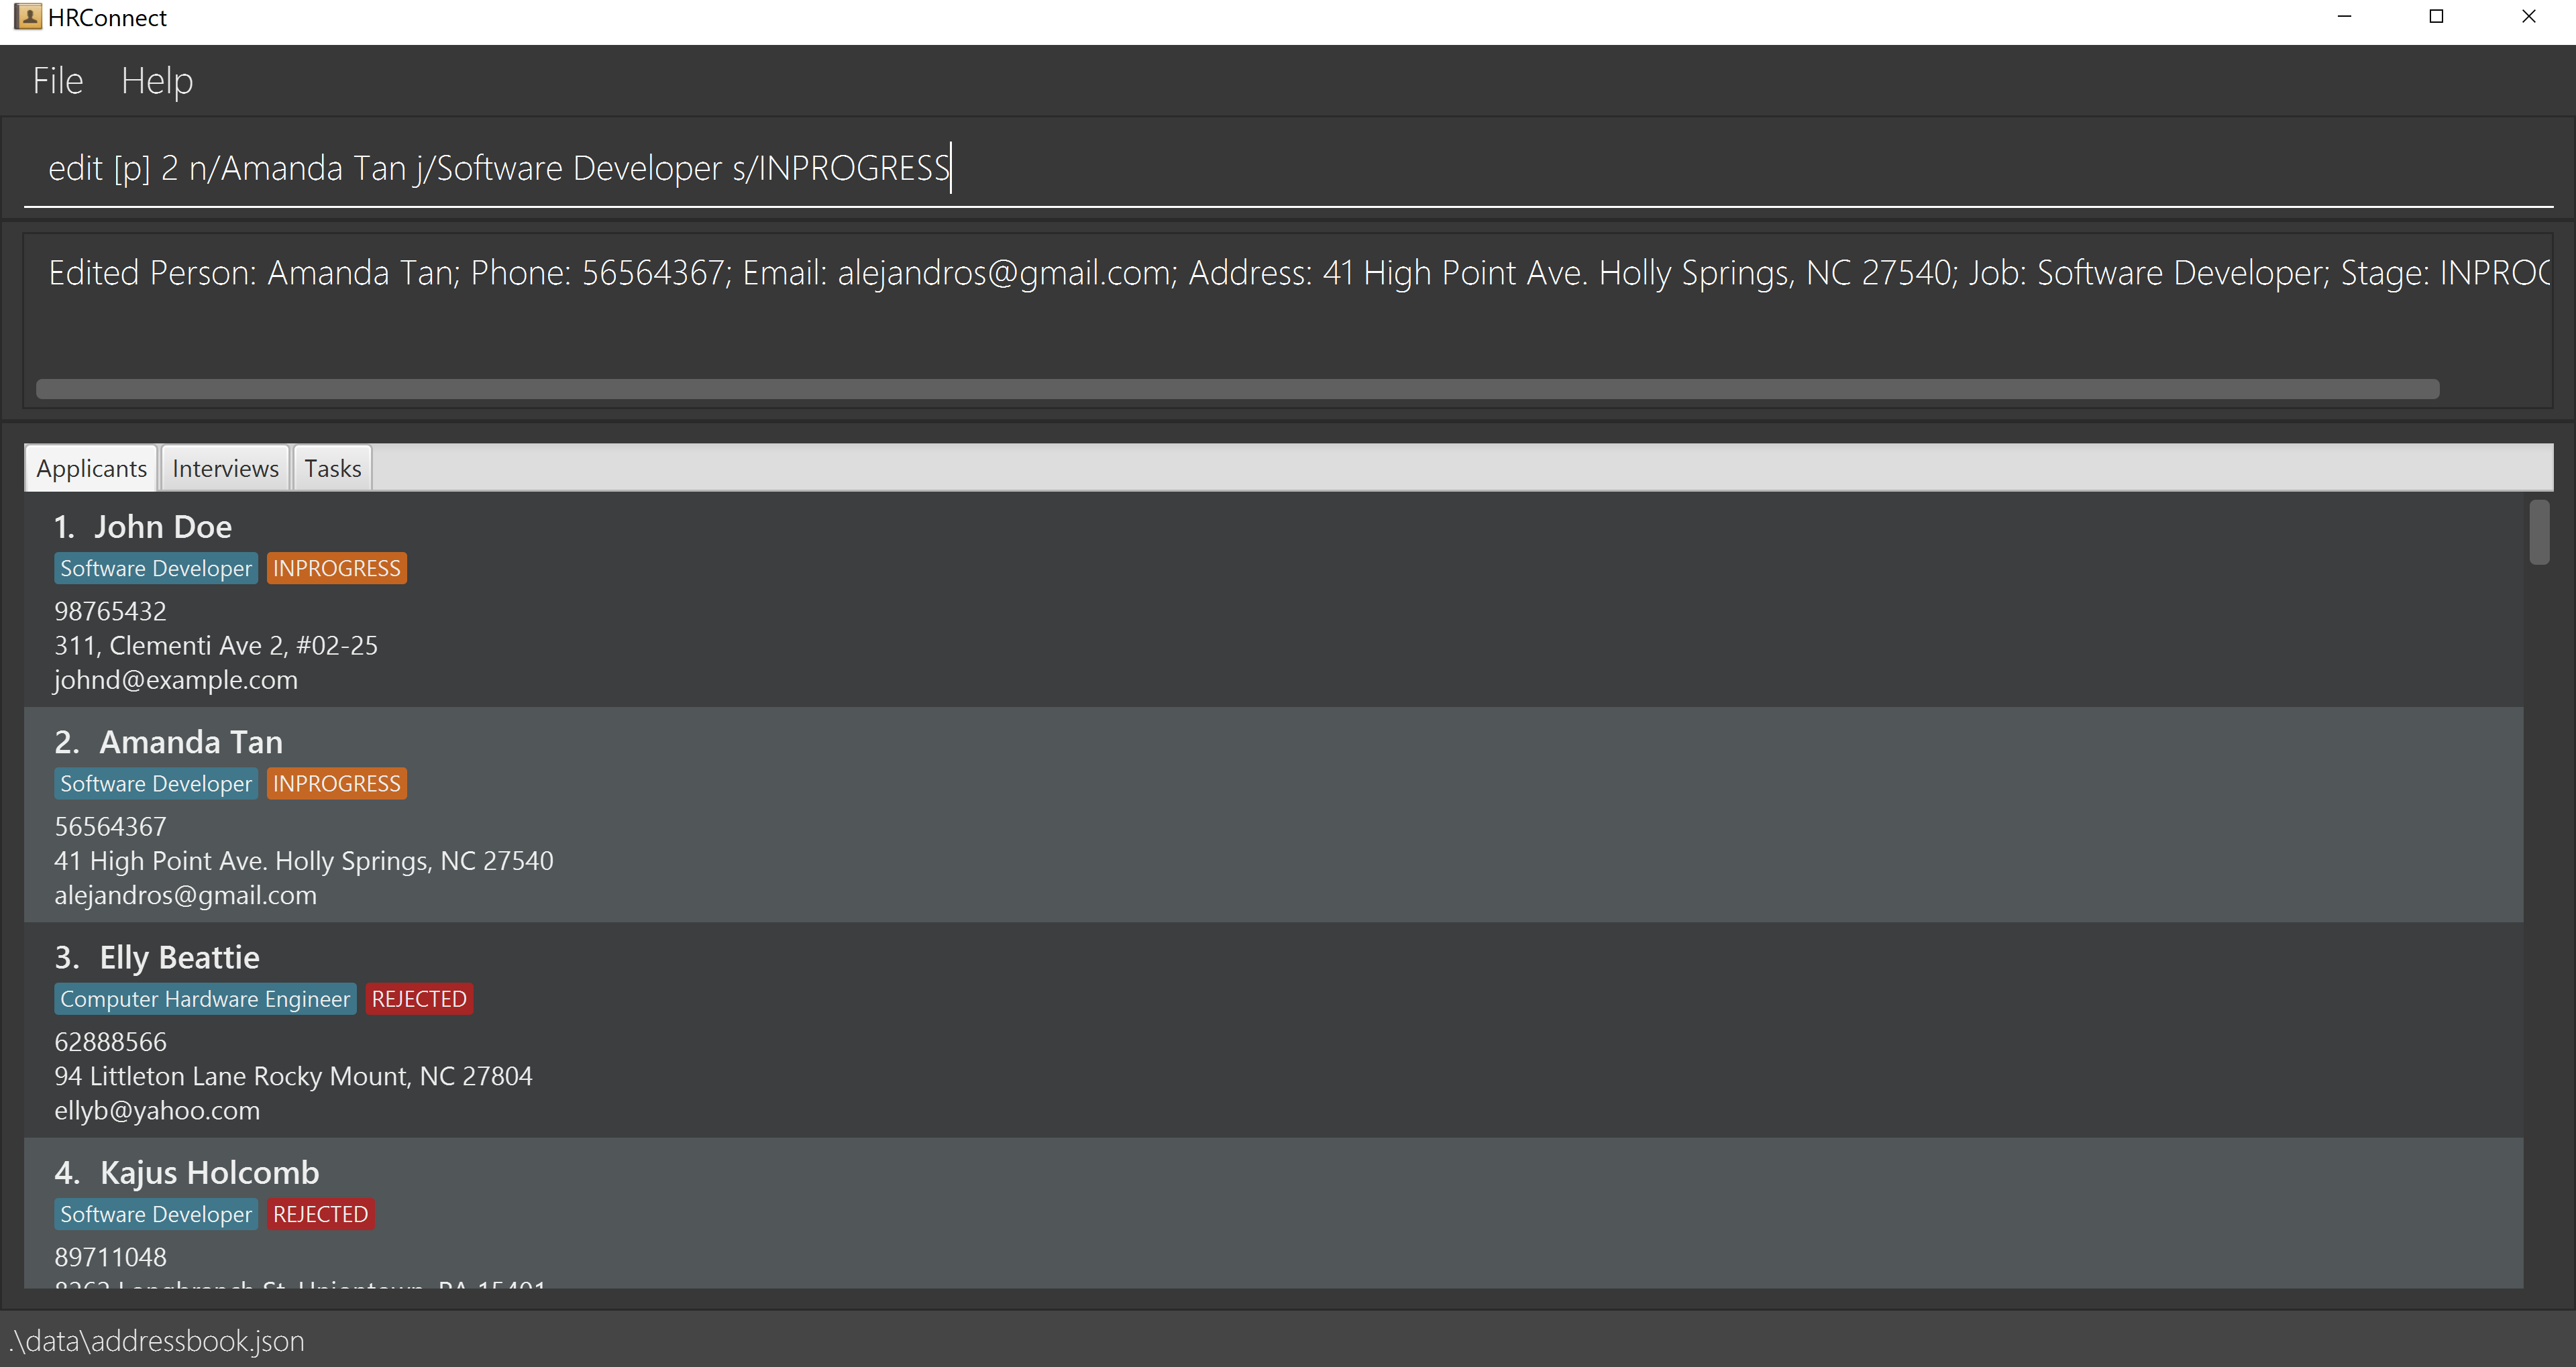 HRConnect
File Help
edit [p] 2 n/Amanda Tan j/Software Developer s/INPROGRESS
Edited Person: Amanda Tan; Phone: 56564367; Email: alejandros@gmail.com; Address: 41 High Point Ave. Holly Springs, NC 27540; Job: Software Developer; Stage: INPROG
Applicants Interviews Tasks
1. John Doe
Software Developer INPROGRESS
98765432
311, Clementi Ave 2, #02-25
johnd@example.com
2. Amanda Tan
Software Developer INPROGRESS
56564367
41 High Point Ave. Holly Springs, NC 27540
alejandros@gmail.com
3. Elly Beattie
Computer Hardware Engineer REJECTED
62888566
94 Littleton Lane Rocky Mount, NC 27804
ellyb@yahoo.com
4. Kajus Holcomb
Software Developer REJECTED
89711048
.\data\addressbook.json